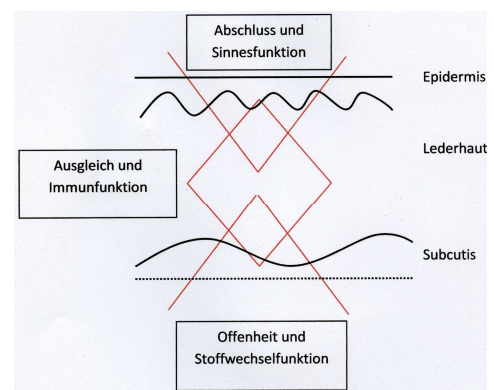 Abschluss und
Sinnesfunktion
Epidermis
Lederhaut
Ausgleich und
Immunfunktion
Subcutis
Offenheit und
Stoffwechselfunktion